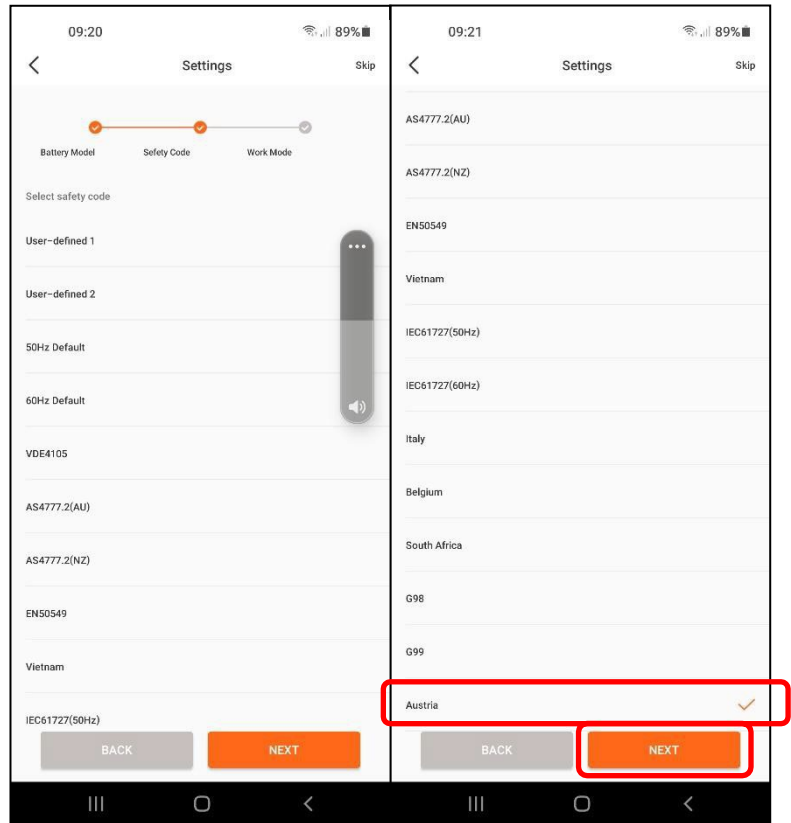 09:20
89%
Settings
Skip
Battery Model
Sefety Code
Work Mode
Select safety code
User-defined 1
User-defined 2
50Hz Default
60Hz Default
VDE4105
AS4777.2(AU)
AS4777.2(NZ)
EN50549
Vietnam
IEC61727(50Hz)
BACK
NEXT
09:21
89%
Settings
Skip
AS4777.2(AU)
AS4777.2(NZ)
EN50549
Vietnam
IEC61727(50Hz)
IEC61727(60Hz)
Italy
Belgium
South Africa
G98
G99
Austria
BACK
NEXT